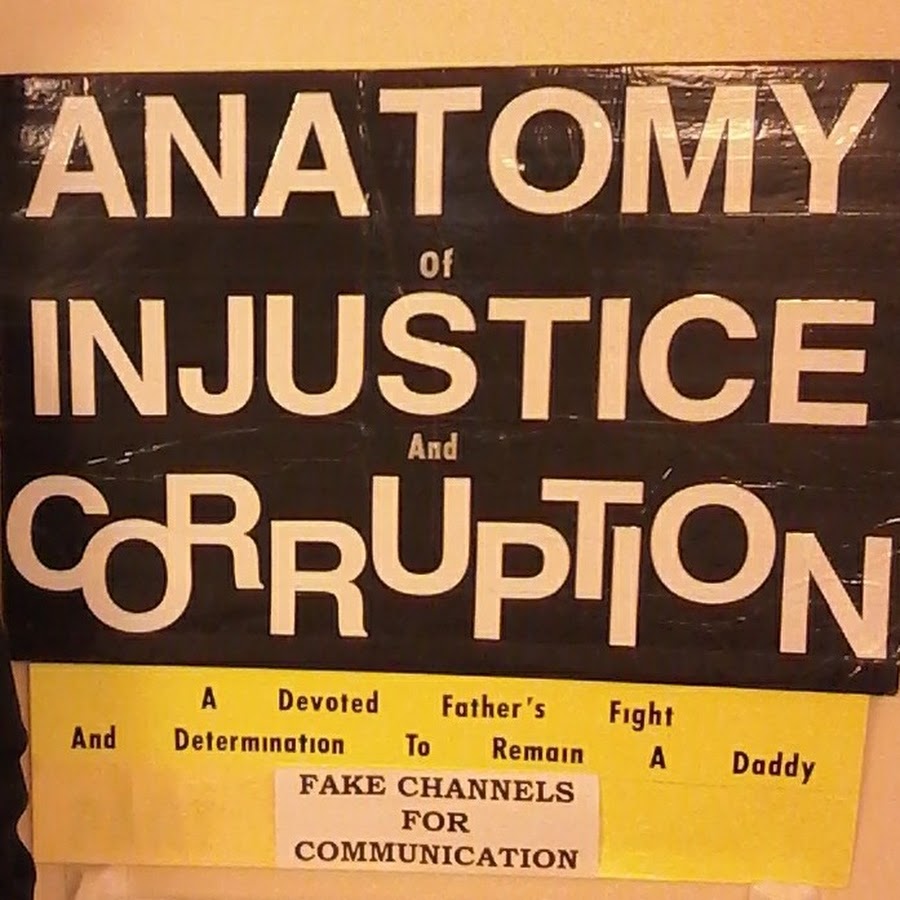 ANATOMY
of
INJUSTICE
And
CORRUPTION
A Devoted Father's Fight
And Determination To Remain A Daddy
FAKE CHANNELS
FOR
COMMUNICATION